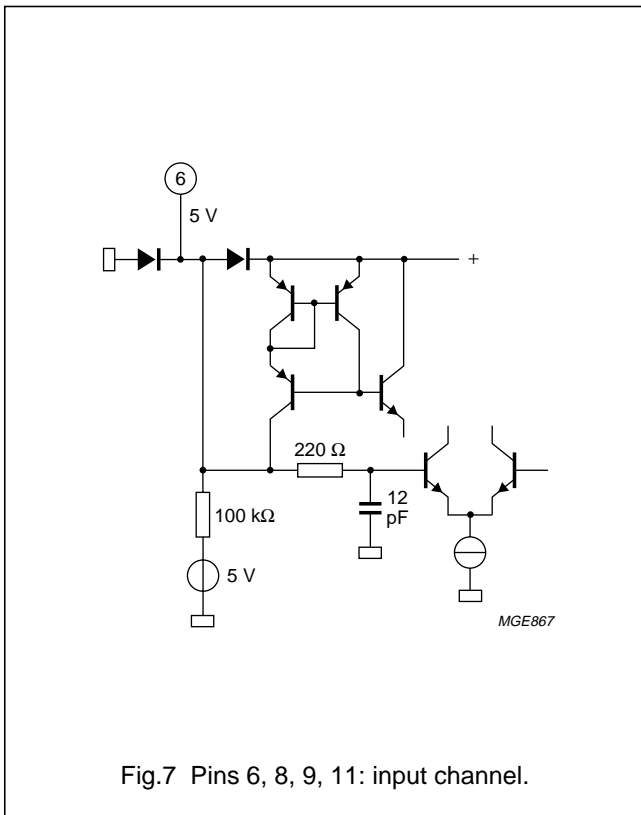 6
5 V
+
220 Ω
12
pF
100 kΩ
5 V
MGE867
Fig.7 Pins 6, 8, 9, 11: input channel.